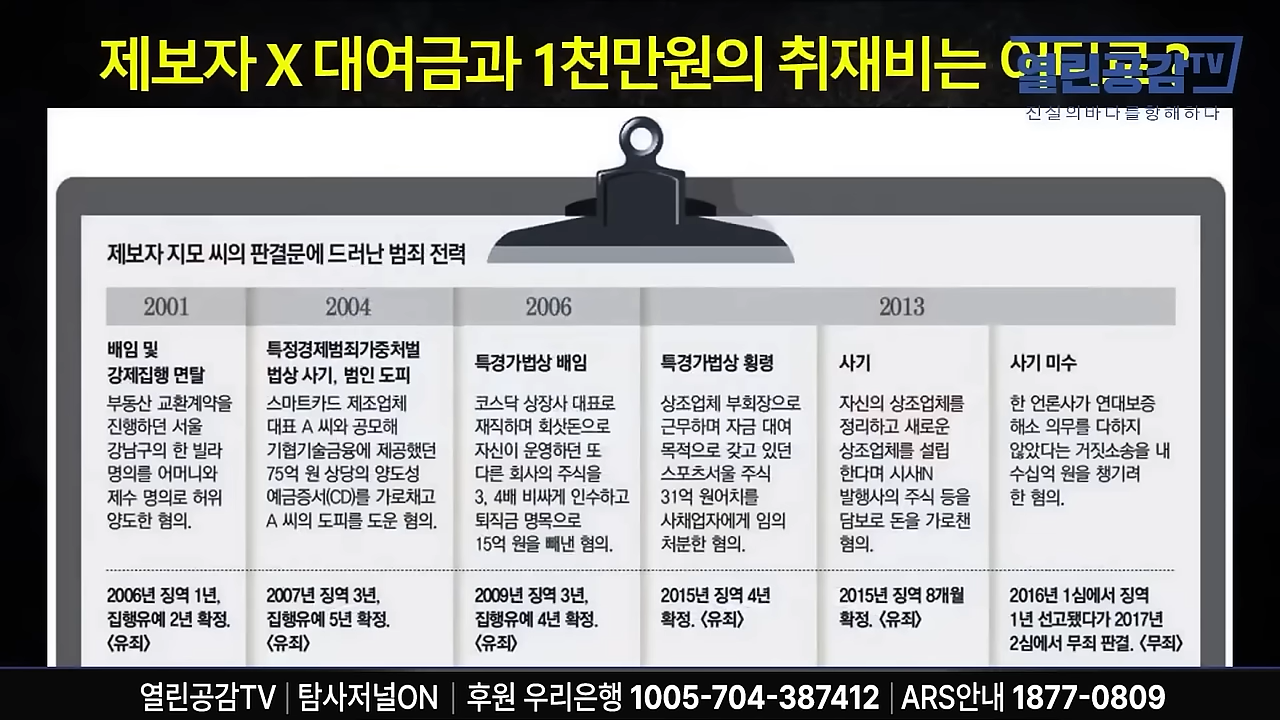 제보자 X 대여금과 1천만원의 취재비는
열린공감TV
진실의바다를항해하다
제보자 지모 씨의 판결문에 드러난 범죄 전력
2001
2004
2006
2013
배임 및
강제집행 면탈
부동산 교환계약을
진행하던 서울
강남구의 한 빌라
명의를 어머니와
제수 명의로 허위
양도한 혐의.
2006년 징역 1년,
집행유예 2년 확정.
〈유죄〉
특정경제범죄가중처벌
법상 사기, 범인 도피
스마트카드 제조업체
대표 A 씨와 공모해
기협기술금융에 제공했던
75억 원 상당의 양도성
예금증서(CD)를 가로채고
A 씨의 도피를 도운 혐의.
2007년 징역 3년,
집행유예 5년 확정.
〈유죄〉
특경가법상 배임
코스닥 상장사 대표로
재직하며 회삿돈으로
자신이 운영하던 또
다른 회사의 주식을
3, 4배 비싸게 인수하고
퇴직금 명목으로
15억 원을 빼낸 혐의.
2009년 징역 3년,
집행유예 4년 확정.
〈유죄〉
특경가법상 횡령
상조업체 부회장으로
근무하며 자금 대여
목적으로 갖고 있던
스포츠서울 주식
31억 원어치를
사채업자에게 임의
처분한 혐의.
2015년 징역 4년
확정. 〈유죄〉
사기
자신의 상조업체를
정리하고 새로운
상조업체를 설립
한다며 시사IN
발행사의 주식 등을
담보로 돈을 가로챈
혐의.
2015년 징역 8개월
확정. 〈유죄〉
사기 미수
한 언론사가 연대보증
해소 의무를 다하지
않았다는 거짓소송을 내
수십억 원을 챙기려
한 혐의.
2016년 1심에서 징역
1년 선고됐다가 2017년
2심에서 무죄 판결. 〈무죄〉
열린공감TV | 탐사저널ON | 후원 우리은행 1005-704-387412 | ARS안내 1877-0809